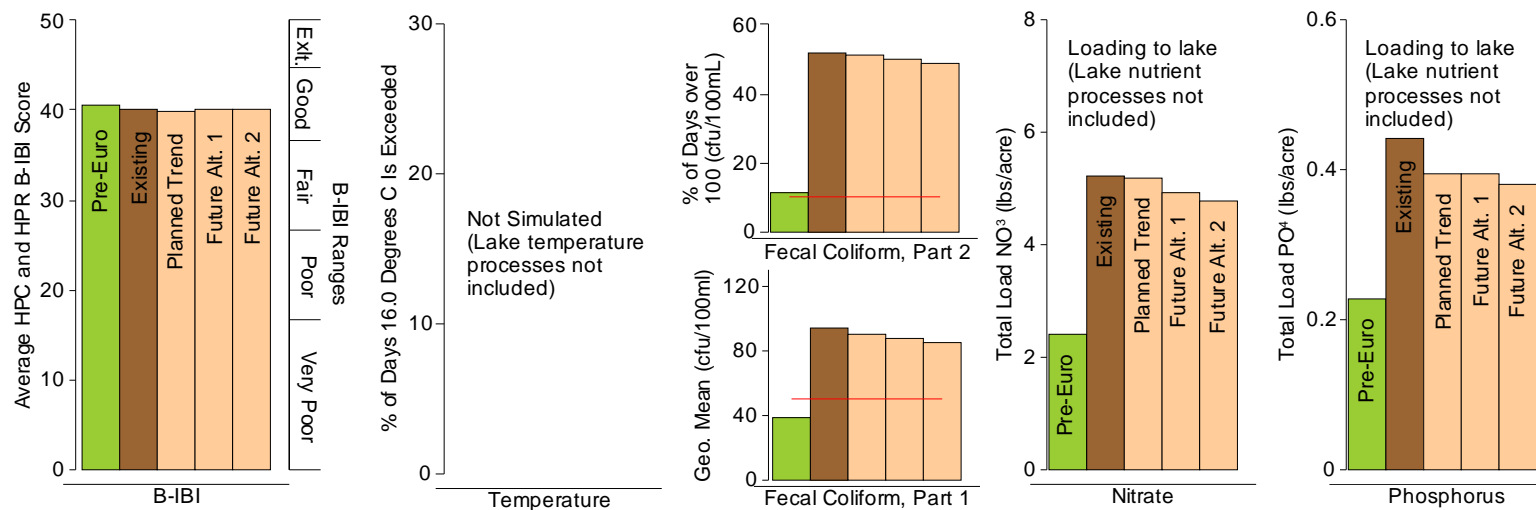 Average HPC and HPR B-IBI Score
50
40
30
20
10
0
Pre-Euro
Existing
Planned Trend
Future Alt. 1
Future Alt. 2
Exlt.
Good
Fair
Poor
Very Poor
B-IBI Ranges
B-IBI
% of Days 16.0 Degrees C Is Exceeded
30
20
10
0
Not Simulated
(Lake temperature
processes not
included)
Temperature
% of Days over
100 (cfu/100mL)
60
40
20
0
Fecal Coliform, Part 2
Geo. Mean (cfu/100ml)
120
80
40
0
Fecal Coliform, Part 1
Total Load NO³ (lbs/acre)
8
6
4
2
0
Loading to lake
(Lake nutrient
processes not
included)
Pre-Euro
Existing
Planned Trend
Future Alt. 1
Future Alt. 2
Nitrate
Total Load PO⁴ (lbs/acre)
0.6
0.4
0.2
0
Loading to lake
(Lake nutrient
processes not
included)
Pre-Euro
Existing
Planned Trend
Future Alt. 1
Future Alt. 2
Phosphorus